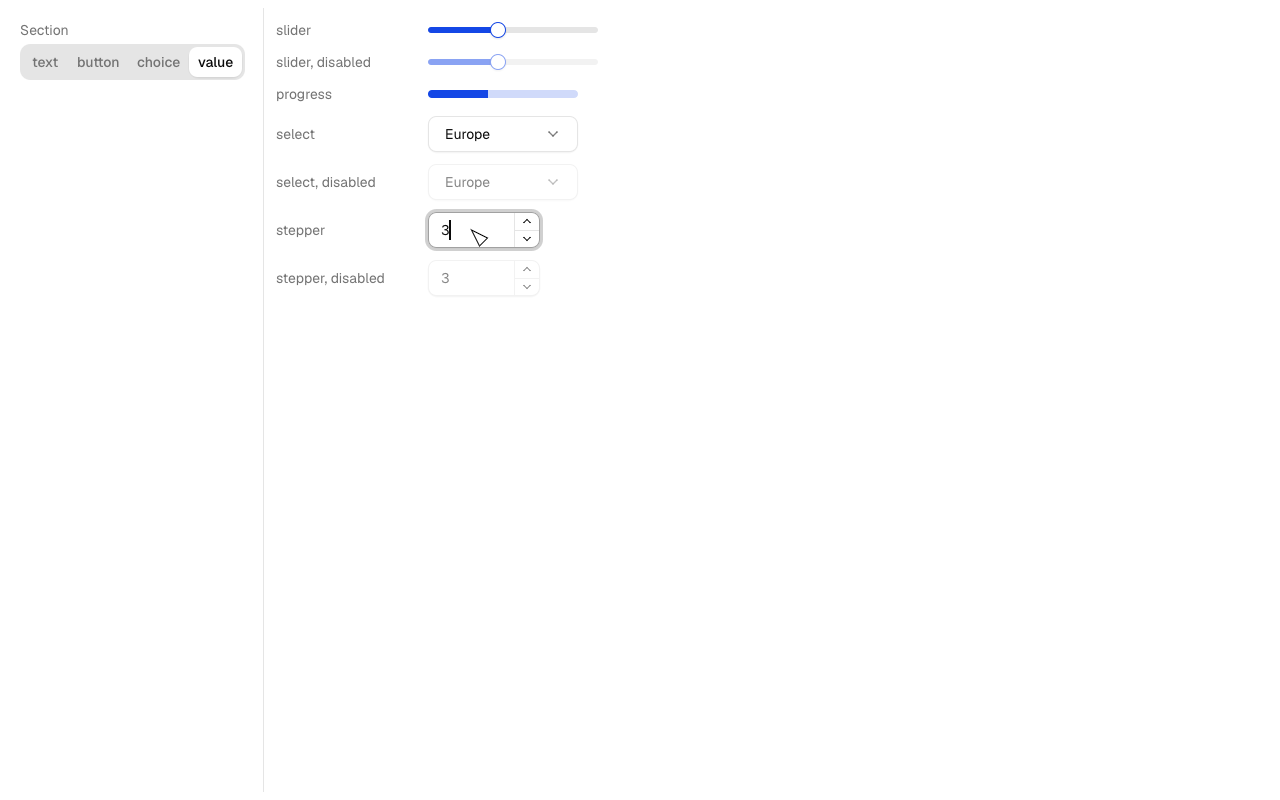 Section
text button choice value
slider
slider, disabled
progress
select Europe
select, disabled Europe
stepper 3
stepper, disabled 3